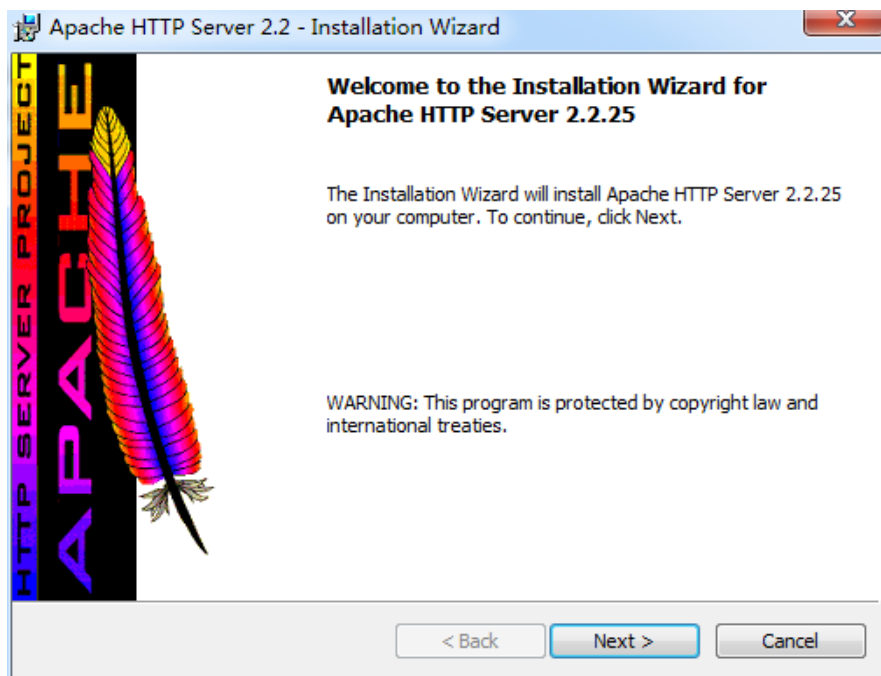 Apache HTTP Server 2.2 - Installation Wizard
HTTP SERVER PROJECT
APACHE
Welcome to the Installation Wizard for
Apache HTTP Server 2.2.25
The Installation Wizard will install Apache HTTP Server 2.2.25
on your computer. To continue, click Next.
WARNING: This program is protected by copyright law and
international treaties.
< Back
Next >
Cancel